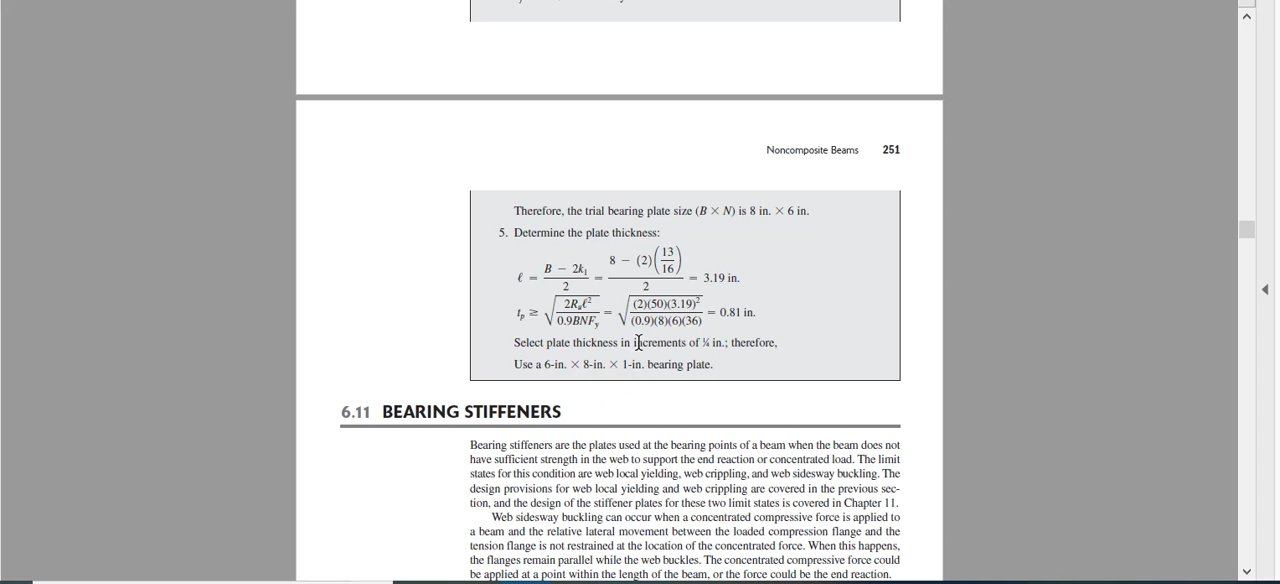 Noncomposite Beams 251
Therefore, the trial bearing plate size (B × N) is 8 in. × 6 in.
5. Determine the plate thickness:
ℓ = (B − 2k₁)/2 = (8 − (2)(13/16))/2 = 3.19 in.
tₚ ≥ √(2Rᵤℓ²/0.9BNFᵧ) = √((2)(50)(3.19)²/(0.9)(8)(6)(36)) = 0.81 in.
Select plate thickness in increments of ¼ in.; therefore,
Use a 6-in. × 8-in. × 1-in. bearing plate.
6.11 BEARING STIFFENERS
Bearing stiffeners are the plates used at the bearing points of a beam when the beam does not
have sufficient strength in the web to support the end reaction or concentrated load. The limit
states for this condition are web local yielding, web crippling, and web sidesway buckling. The
design provisions for web local yielding and web crippling are covered in the previous sec-
tion, and the design of the stiffener plates for these two limit states is covered in Chapter 11.
Web sidesway buckling can occur when a concentrated compressive force is applied to
a beam and the relative lateral movement between the loaded compression flange and the
tension flange is not restrained at the location of the concentrated force. When this happens,
the flanges remain parallel while the web buckles. The concentrated compressive force could
be applied at a point within the length of the beam, or the force could be the end reaction.